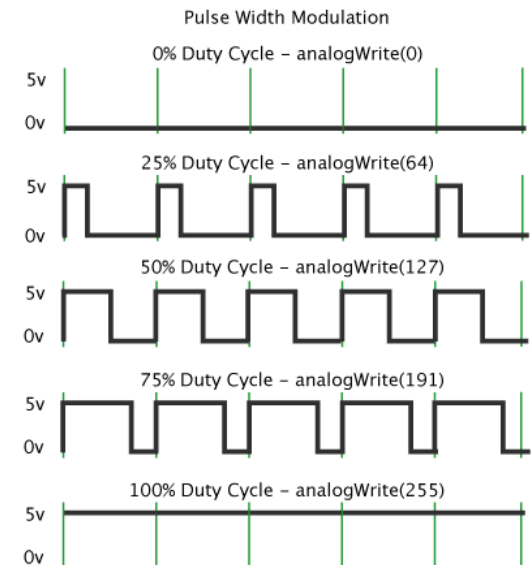 Pulse Width Modulation
0% Duty Cycle – analogWrite(0)
5v
0v
25% Duty Cycle – analogWrite(64)
5v
0v
50% Duty Cycle – analogWrite(127)
5v
0v
75% Duty Cycle – analogWrite(191)
5v
0v
100% Duty Cycle – analogWrite(255)
5v
0v